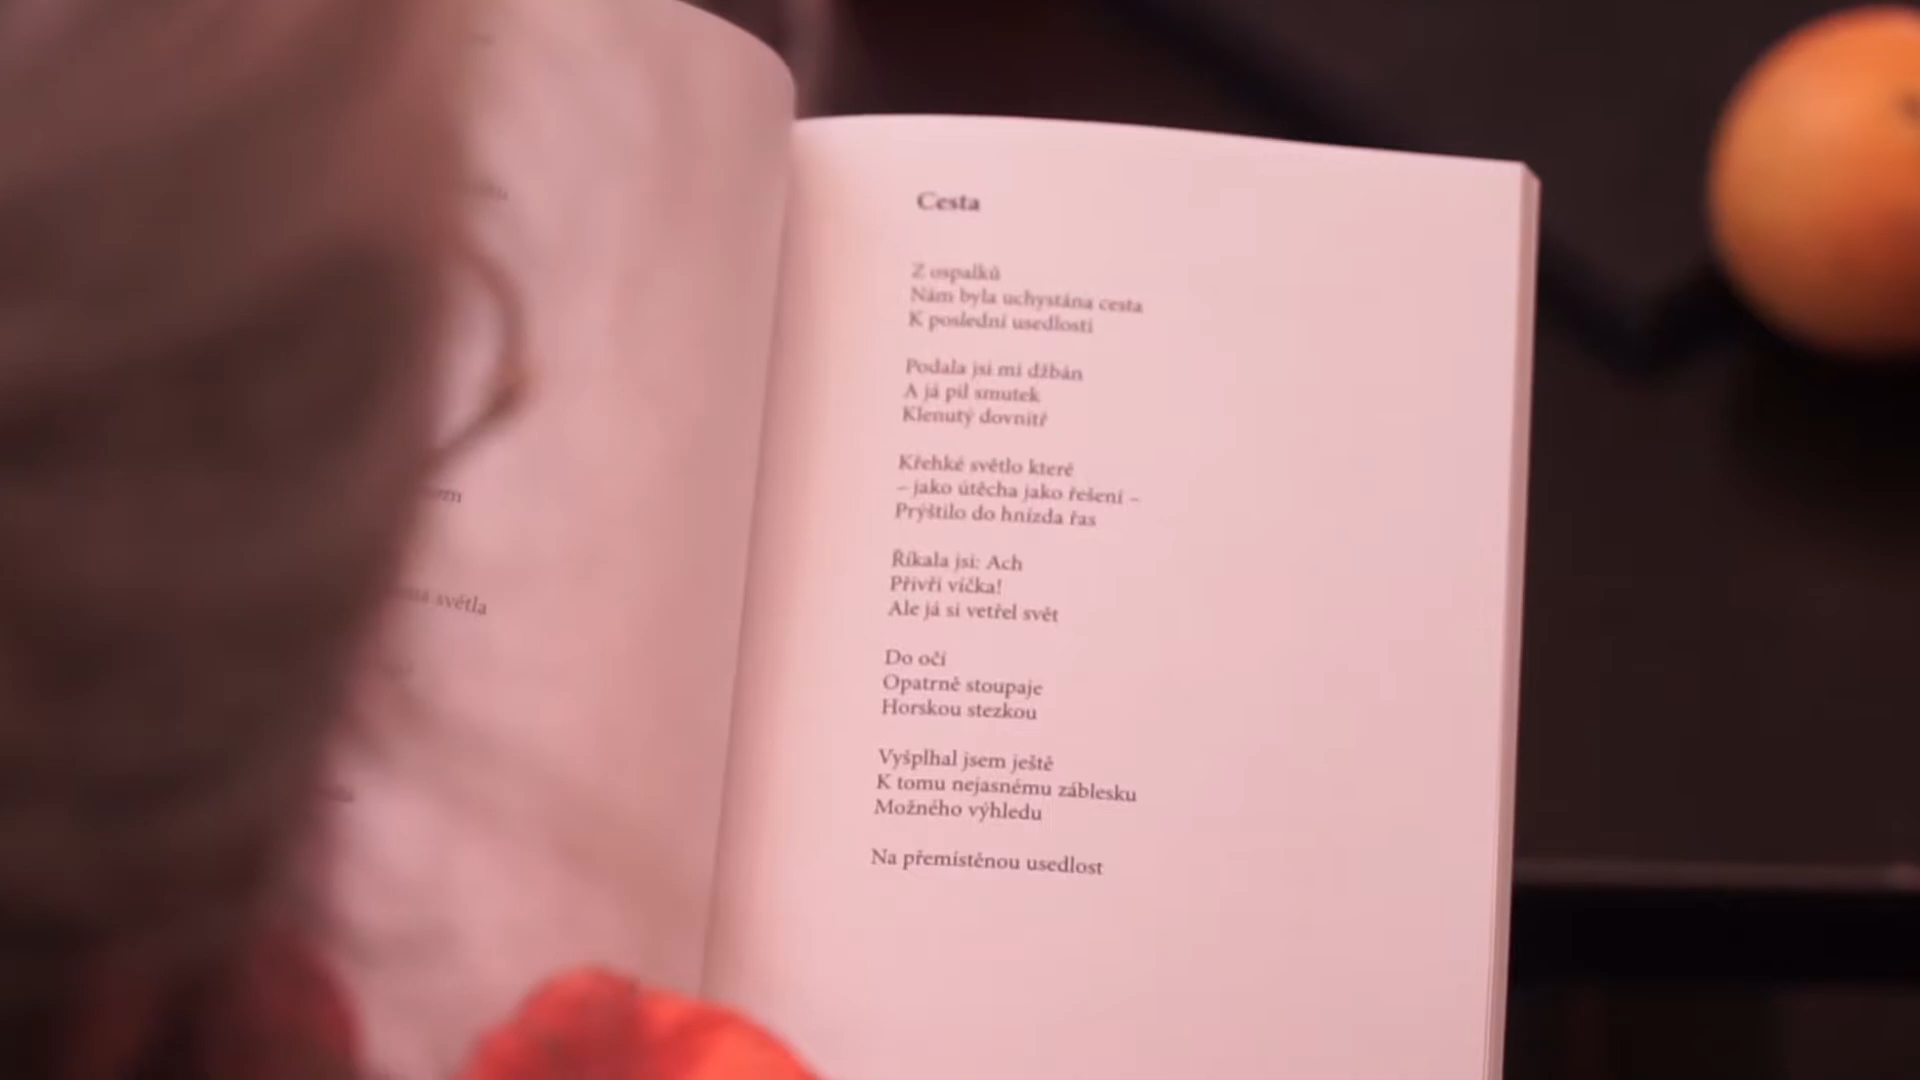 světla
Cesta
Z ospalků
Nám byla uchystána cesta
K poslední usedlosti
Podala jsi mi džbán
A já pil smutek
Klenutý dovnitř
Křehké světlo které
– jako útěcha jako řešení –
Prýštilo do hnízda řas
Říkala jsi: Ach
Přivři víčka!
Ale já si vetřel svět
Do očí
Opatrně stoupaje
Horskou stezkou
Vyšplhal jsem ještě
K tomu nejasnému záblesku
Možného výhledu
Na přemístěnou usedlost